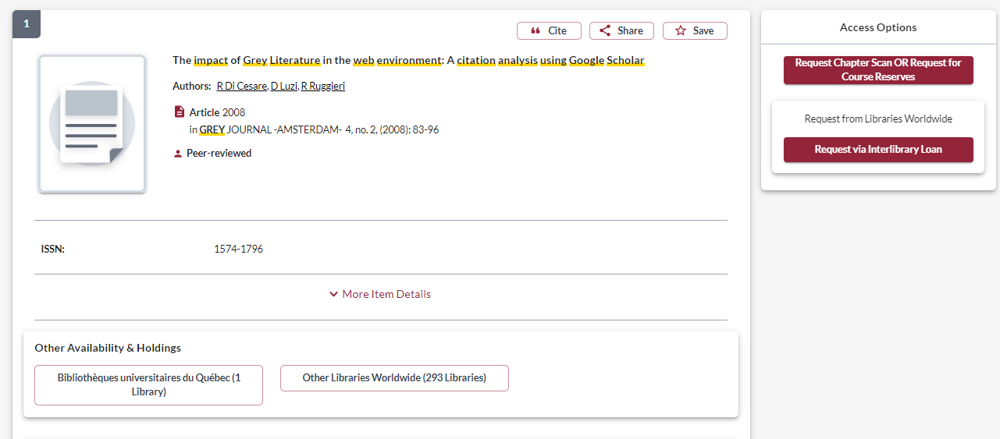 1
Cite
Share
Save
The impact of Grey Literature in the web environment: A citation analysis using Google Scholar
Authors: R Di Cesare, D Luzi, R Ruggieri
Article 2008
in GREY JOURNAL -AMSTERDAM- 4, no. 2, (2008): 83-96
Peer-reviewed
ISSN: 1574-1796
More Item Details
Other Availability & Holdings
Bibliothèques universitaires du Québec (1
Library)
Other Libraries Worldwide (293 Libraries)
Access Options
Request Chapter Scan OR Request for
Course Reserves
Request from Libraries Worldwide
Request via Interlibrary Loan